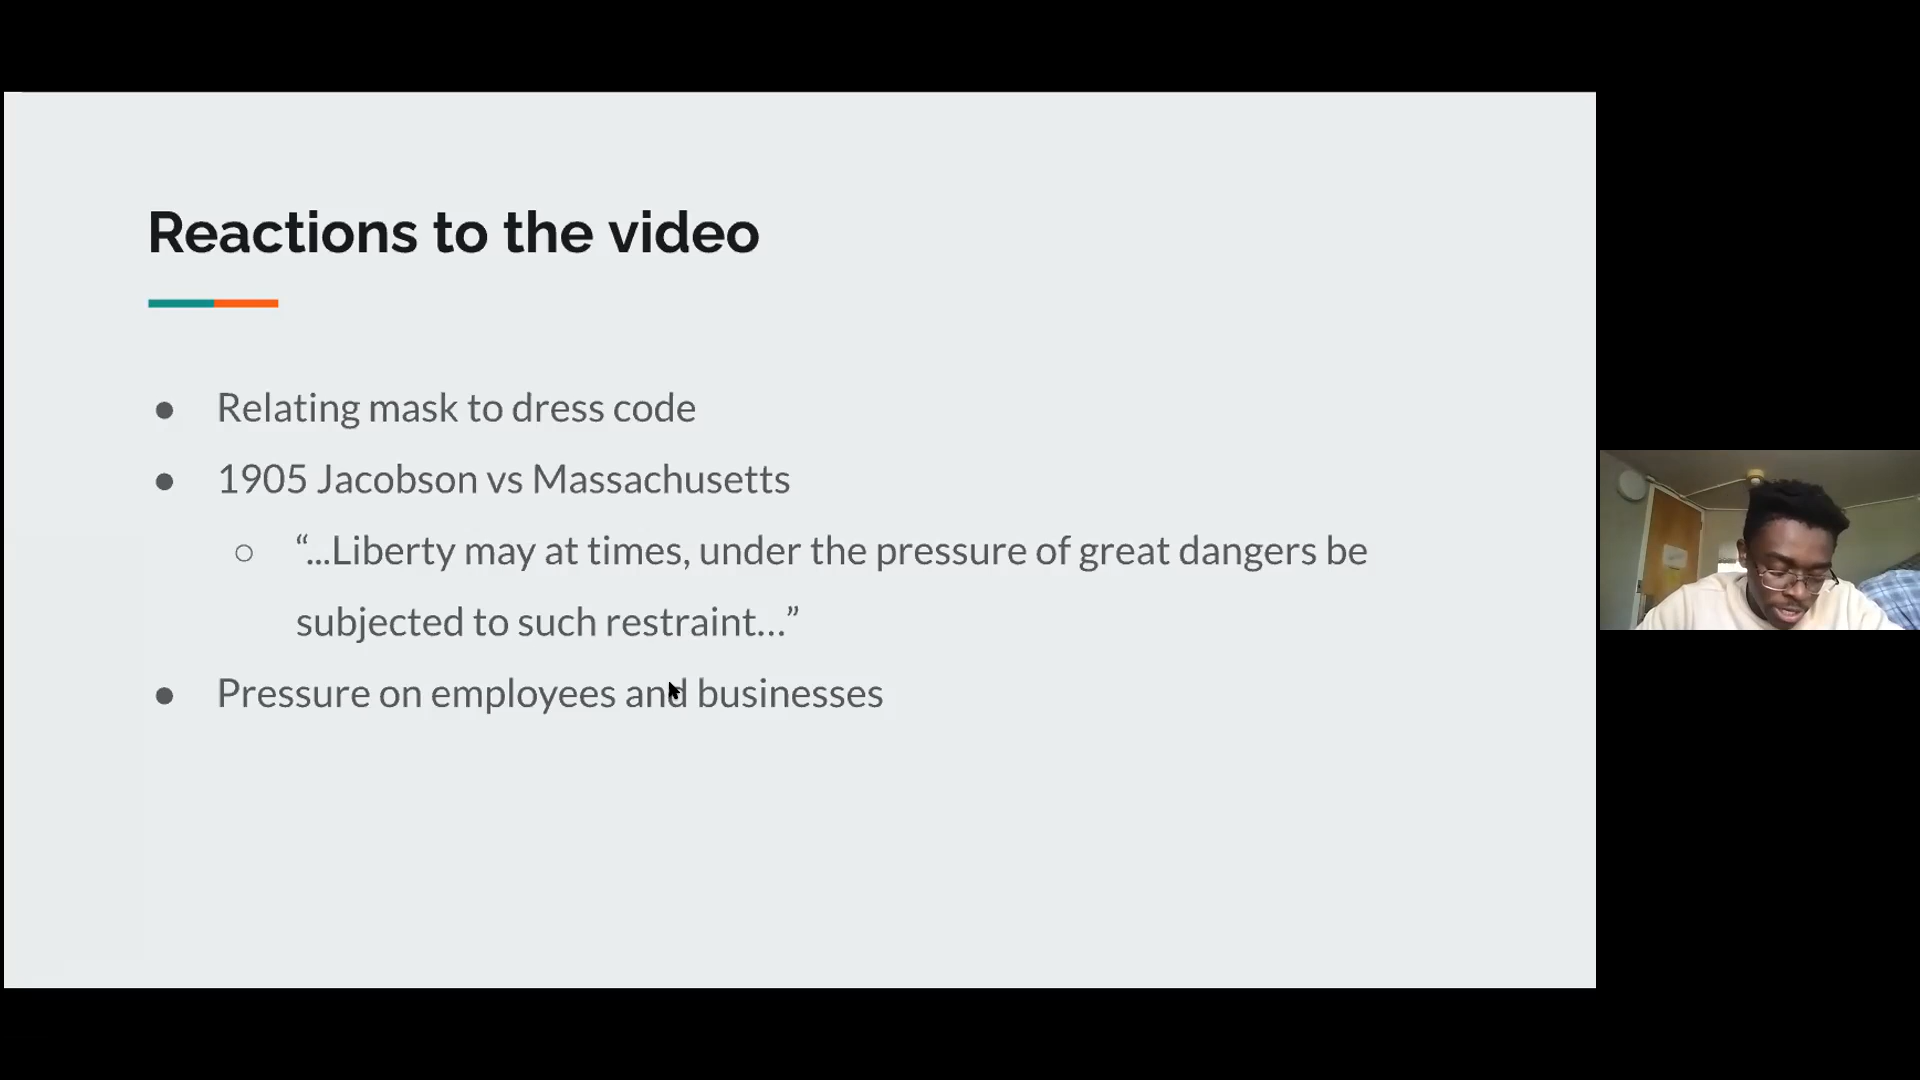 Reactions to the video
● Relating mask to dress code
● 1905 Jacobson vs Massachusetts
○ “...Liberty may at times, under the pressure of great dangers be
subjected to such restraint...”
● Pressure on employees and businesses